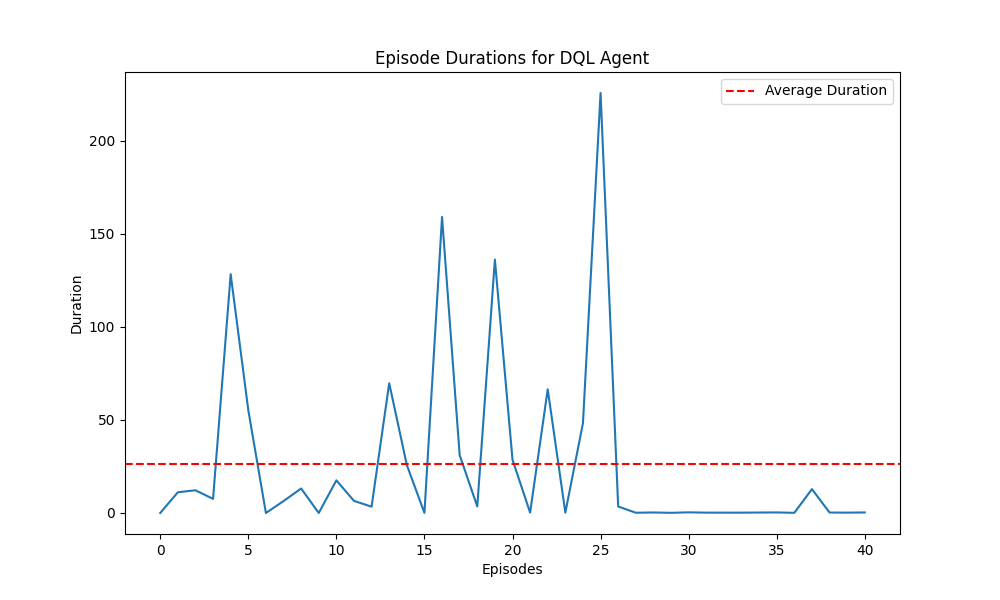 Episode Durations for DQL Agent
Average Duration
Duration
200
150
100
50
0
0 5 10 15 20 25 30 35 40
Episodes